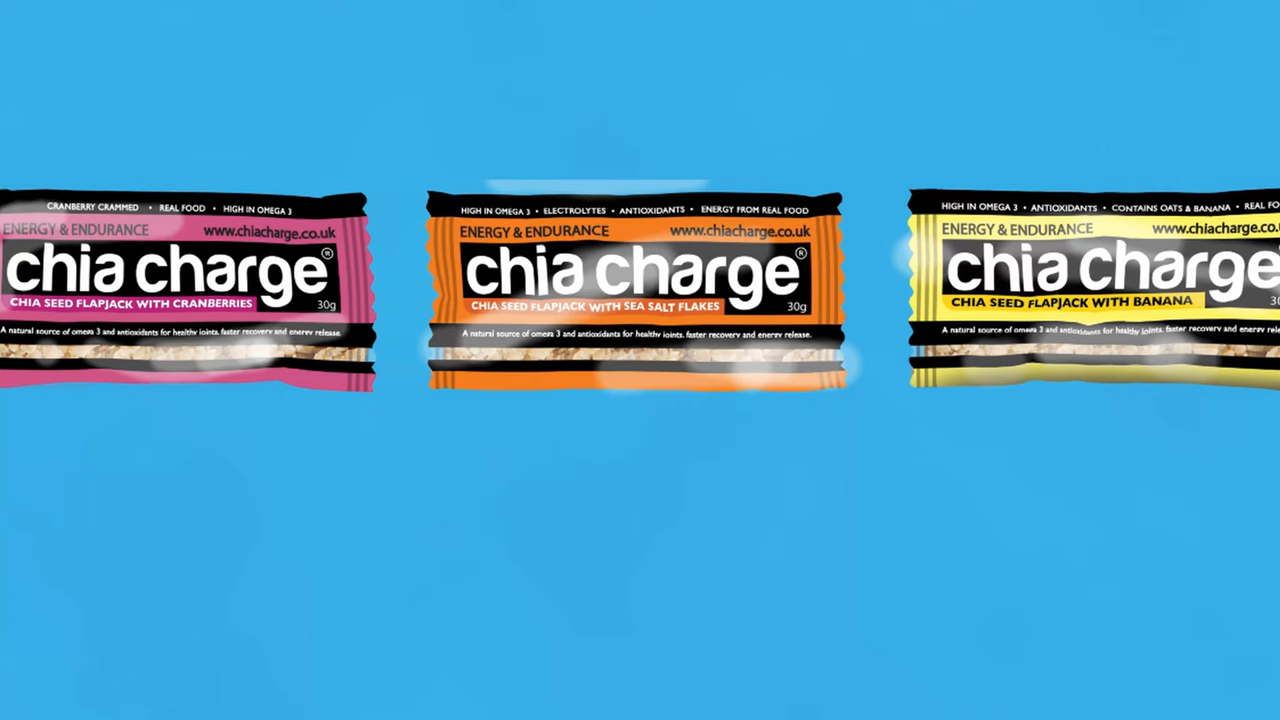 CRANBERRY CRAMMED • REAL FOOD • HIGH IN OMEGA 3
ENERGY & ENDURANCE www.chiacharge.co.uk
chia charge®
CHIA SEED FLAPJACK WITH CRANBERRIES 30g
A natural source of omega 3 and antioxidants for healthy joints, faster recovery and energy release.
HIGH IN OMEGA 3 • ELECTROLYTES • ANTIOXIDANTS • ENERGY FROM REAL FOOD
ENERGY & ENDURANCE www.chiacharge.co.uk
chia charge®
CHIA SEED FLAPJACK WITH SEA SALT FLAKES 30g
A natural source of omega 3 and antioxidants for healthy joints, faster recovery and energy release.
HIGH IN OMEGA 3 • ANTIOXIDANTS • CONTAINS OATS & BANANA • REAL FO
ENERGY & ENDURANCE www.chiacharge.co.u
chia charge
CHIA SEED FLAPJACK WITH BANANA 30
A natural source of omega 3 and antioxidants for healthy joints, faster recovery and energy rele